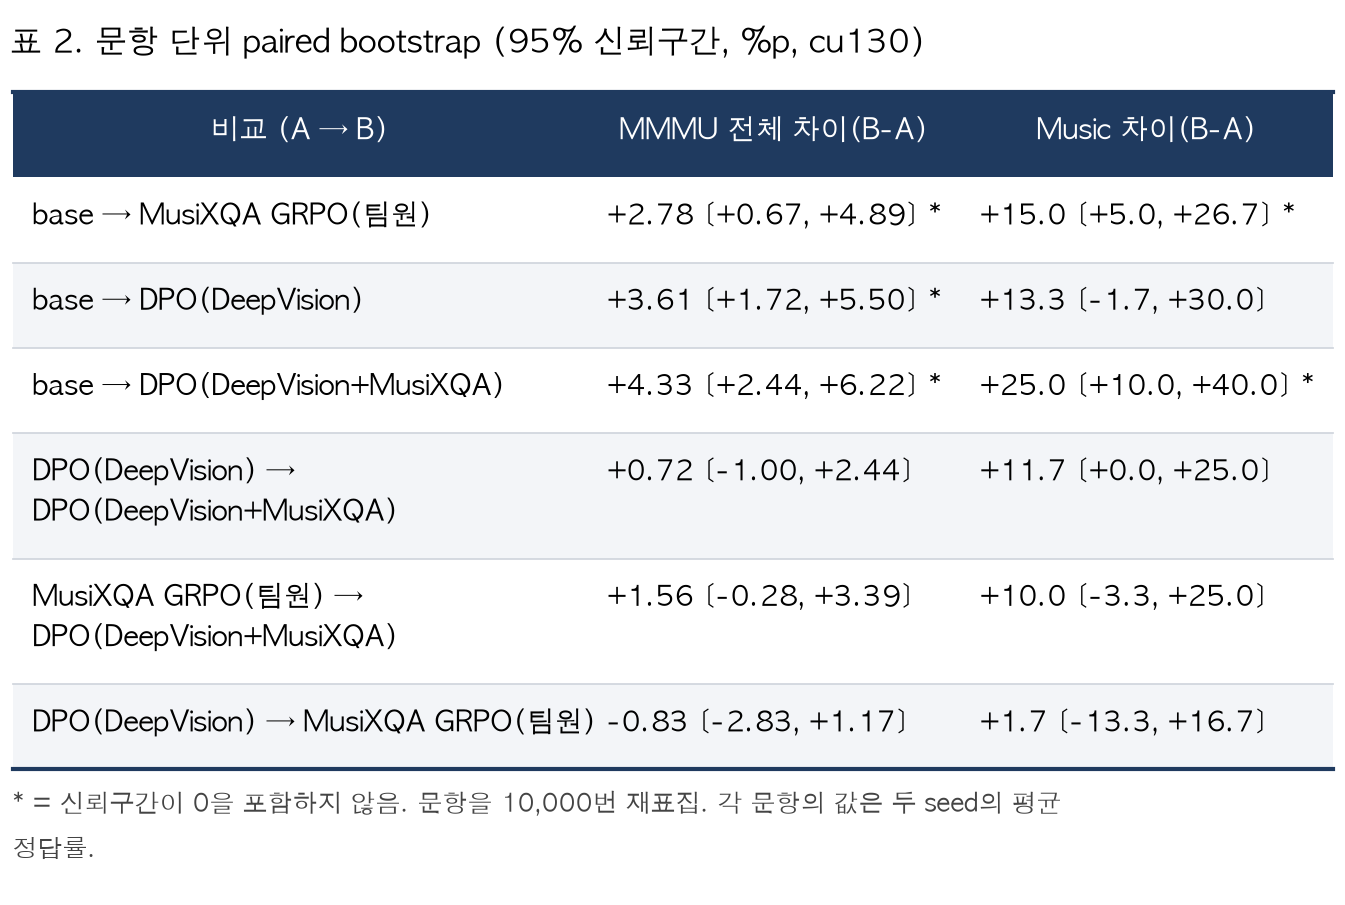 표 2. 문항 단위 paired bootstrap (95% 신뢰구간, %p, cu130)
비교 (A → B) MMMU 전체 차이(B-A) Music 차이(B-A)
base → MusiXQA GRPO(팀원) +2.78 [+0.67, +4.89] * +15.0 [+5.0, +26.7] *
base → DPO(DeepVision) +3.61 [+1.72, +5.50] * +13.3 [-1.7, +30.0]
base → DPO(DeepVision+MusiXQA) +4.33 [+2.44, +6.22] * +25.0 [+10.0, +40.0] *
DPO(DeepVision) → +0.72 [-1.00, +2.44] +11.7 [+0.0, +25.0]
DPO(DeepVision+MusiXQA)
MusiXQA GRPO(팀원) → +1.56 [-0.28, +3.39] +10.0 [-3.3, +25.0]
DPO(DeepVision+MusiXQA)
DPO(DeepVision) → MusiXQA GRPO(팀원) -0.83 [-2.83, +1.17] +1.7 [-13.3, +16.7]
* = 신뢰구간이 0을 포함하지 않음. 문항을 10,000번 재표집. 각 문항의 값은 두 seed의 평균
정답률.